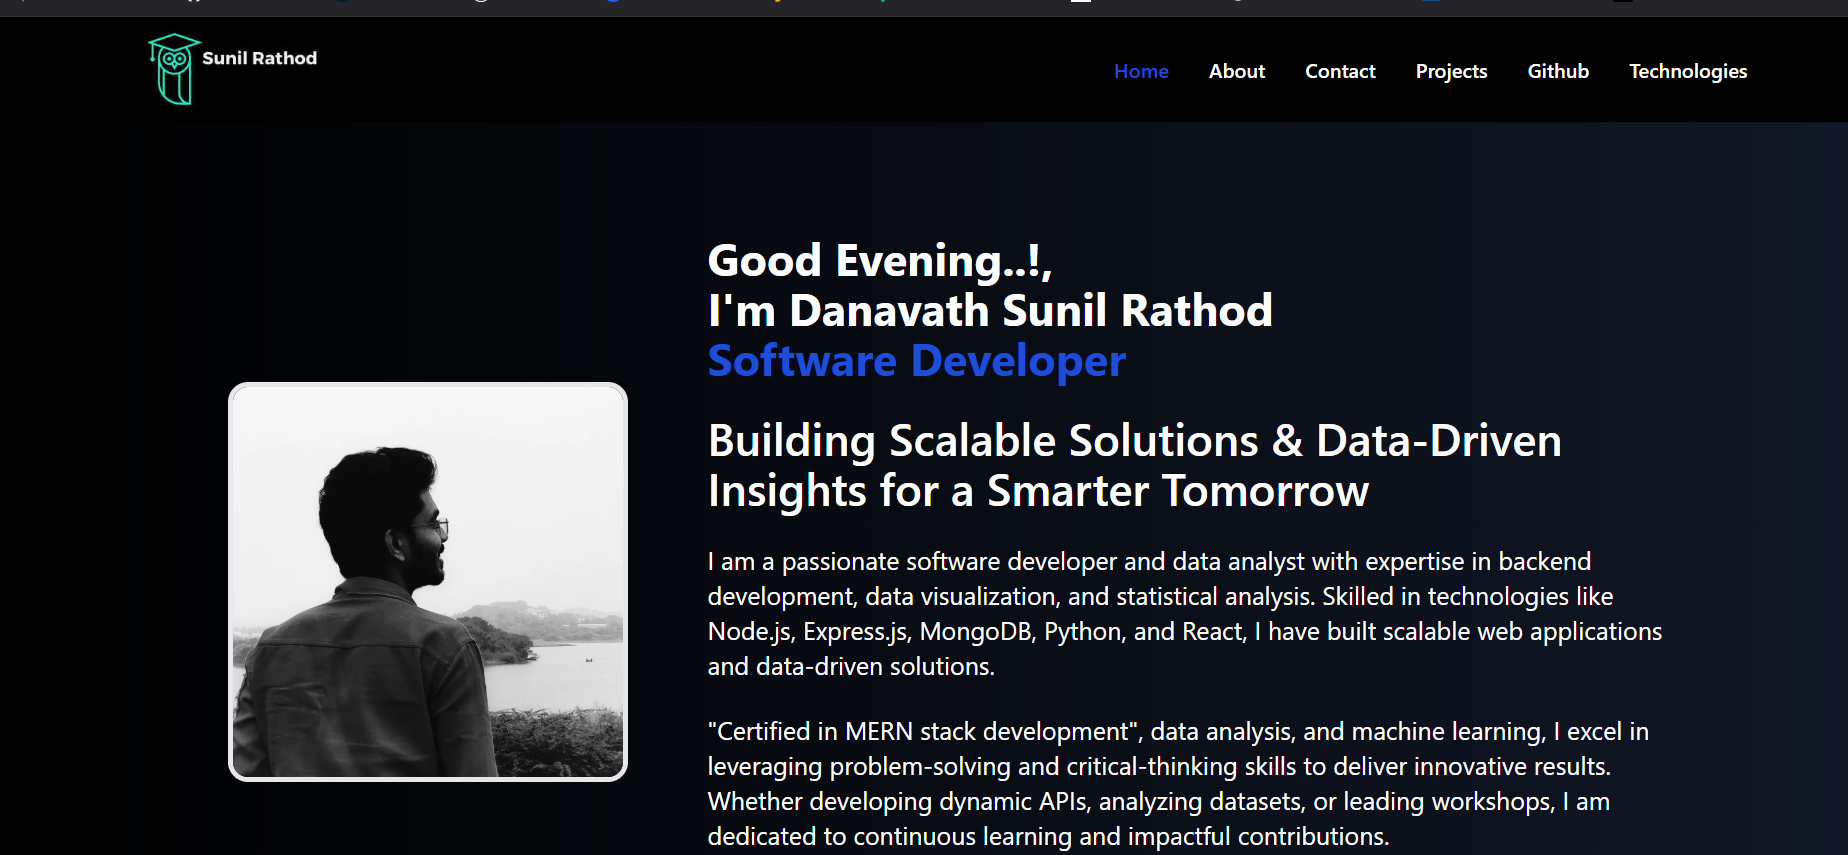 Sunil Rathod
Home About Contact Projects Github Technologies
Good Evening..!,
I'm Danavath Sunil Rathod
Software Developer
Building Scalable Solutions & Data-Driven
Insights for a Smarter Tomorrow
I am a passionate software developer and data analyst with expertise in backend
development, data visualization, and statistical analysis. Skilled in technologies like
Node.js, Express.js, MongoDB, Python, and React, I have built scalable web applications
and data-driven solutions.
"Certified in MERN stack development", data analysis, and machine learning, I excel in
leveraging problem-solving and critical-thinking skills to deliver innovative results.
Whether developing dynamic APIs, analyzing datasets, or leading workshops, I am
dedicated to continuous learning and impactful contributions.